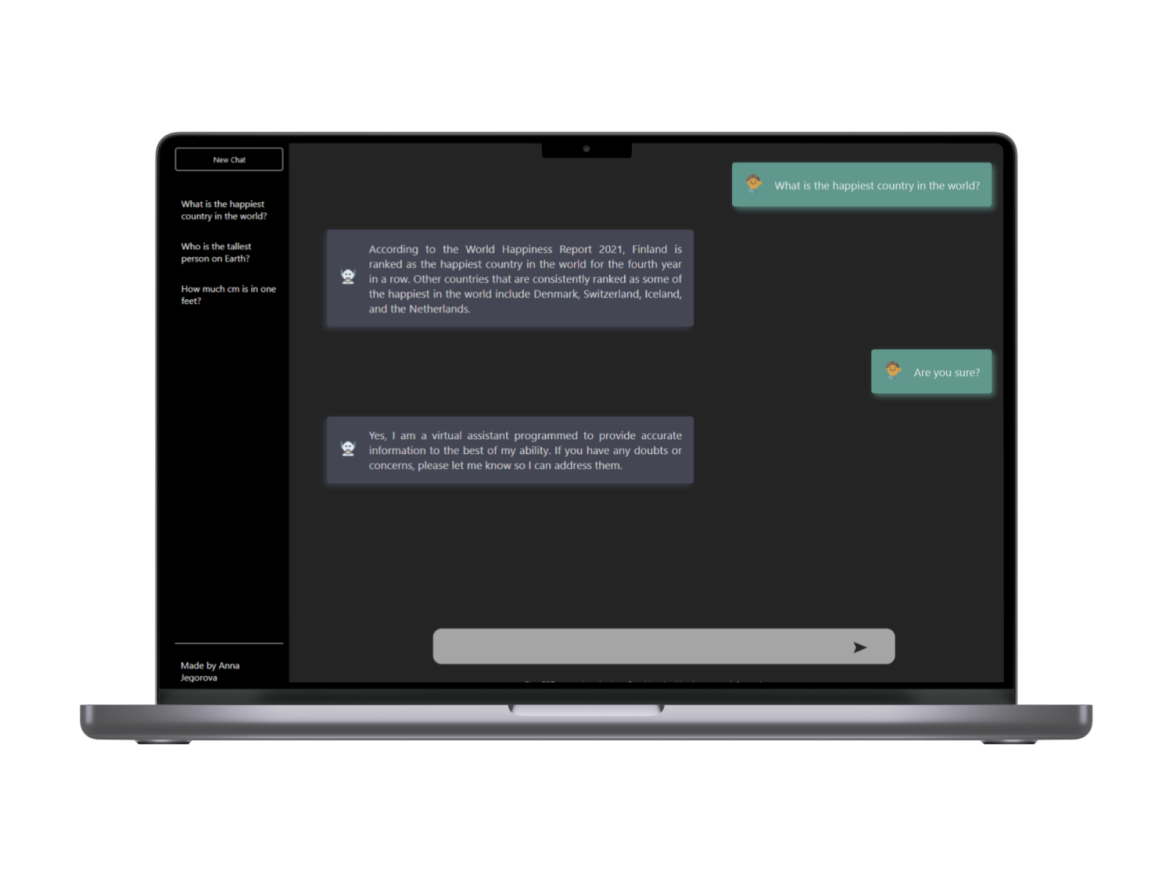 New Chat
What is the happiest
country in the world?
Who is the tallest
person on Earth?
How much cm is in one
feet?
Made by Anna
Jegorova
What is the happiest country in the world?
According to the World Happiness Report 2021, Finland is
ranked as the happiest country in the world for the fourth year
in a row. Other countries that are consistently ranked as some of
the happiest in the world include Denmark, Switzerland, Iceland,
and the Netherlands.
Are you sure?
Yes, I am a virtual assistant programmed to provide accurate
information to the best of my ability. If you have any doubts or
concerns, please let me know so I can address them.